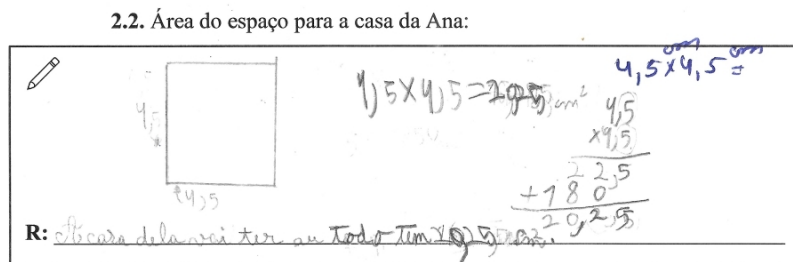 2.2. Área do espaço para a casa da Ana:
4,5 cm x 4,5 cm =
4,5 x 4,5 = cm²
4,5
4,5
x 4,5
2 2,5
+ 1 8 0
2 0,2,5
4,5
R: A casa dela vai ter ao todo tem cm².